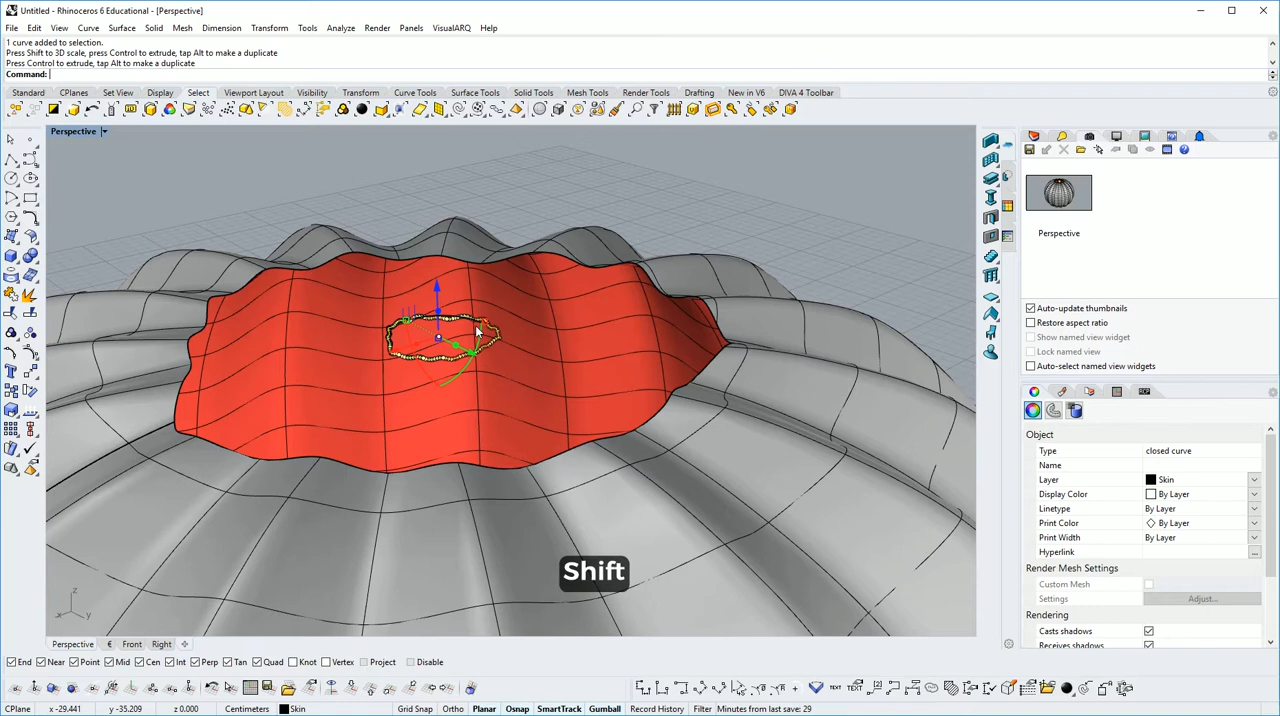 Untitled - Rhinoceros 6 Educational - [Perspective]
File Edit View Curve Surface Solid Mesh Dimension Transform Tools Analyze Render Panels VisualARQ Help
1 curve added to selection.
Press Shift to 3D scale, press Control to extrude, tap Alt to make a duplicate
Press Control to extrude, tap Alt to make a duplicate
Command:
Standard CPlanes Set View Display Select Viewport Layout Visibility Transform Curve Tools Surface Tools Solid Tools Mesh Tools Render Tools Drafting New in V6 DIVA 4 Toolbar
Perspective
Perspective
Auto-update thumbnails
Restore aspect ratio
Show named view widget
Lock named view
Auto-select named view widgets
Object
Type closed curve
Name
Layer Skin
Display Color By Layer
Linetype By Layer
Print Color By Layer
Print Width By Layer
Hyperlink ...
Render Mesh Settings
Custom Mesh
Settings Adjust...
Rendering
Casts shadows
Receives shadows
Shift
z
x y
Perspective Front Right
End Near Point Mid Cen Int Perp Tan Quad Knot Vertex Project Disable
CPlane x -29.441 y -35.209 z 0.000 Centimeters Skin Grid Snap Ortho Planar Osnap SmartTrack Gumball Record History Filter Minutes from last save: 29